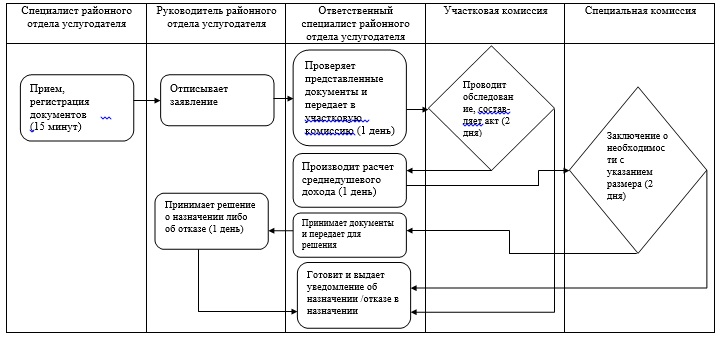 Специалист районного
отдела услугодателя
Руководитель районного
отдела услугодателя
Ответственный
специалист районного
отдела услугодателя
Участковая комиссия
Специальная комиссия
Прием,
регистрация
документов
(15 минут)
Отписывает
заявление
Проверяет
представленные
документы и
передает в
участковую
комиссию (1 день)
Проводит
обследован
ие, состав-
ляет акт (2
дня)
Заключение о
необходимос
ти с
указанием
размера (2
дня)
Производит расчет
среднедушевого
дохода (1 день)
Принимает решение
о назначении либо
об отказе (1 день)
Принимает документы
и передает для
решения
Готовит и выдает
уведомление об
назначении /отказе в
назначении